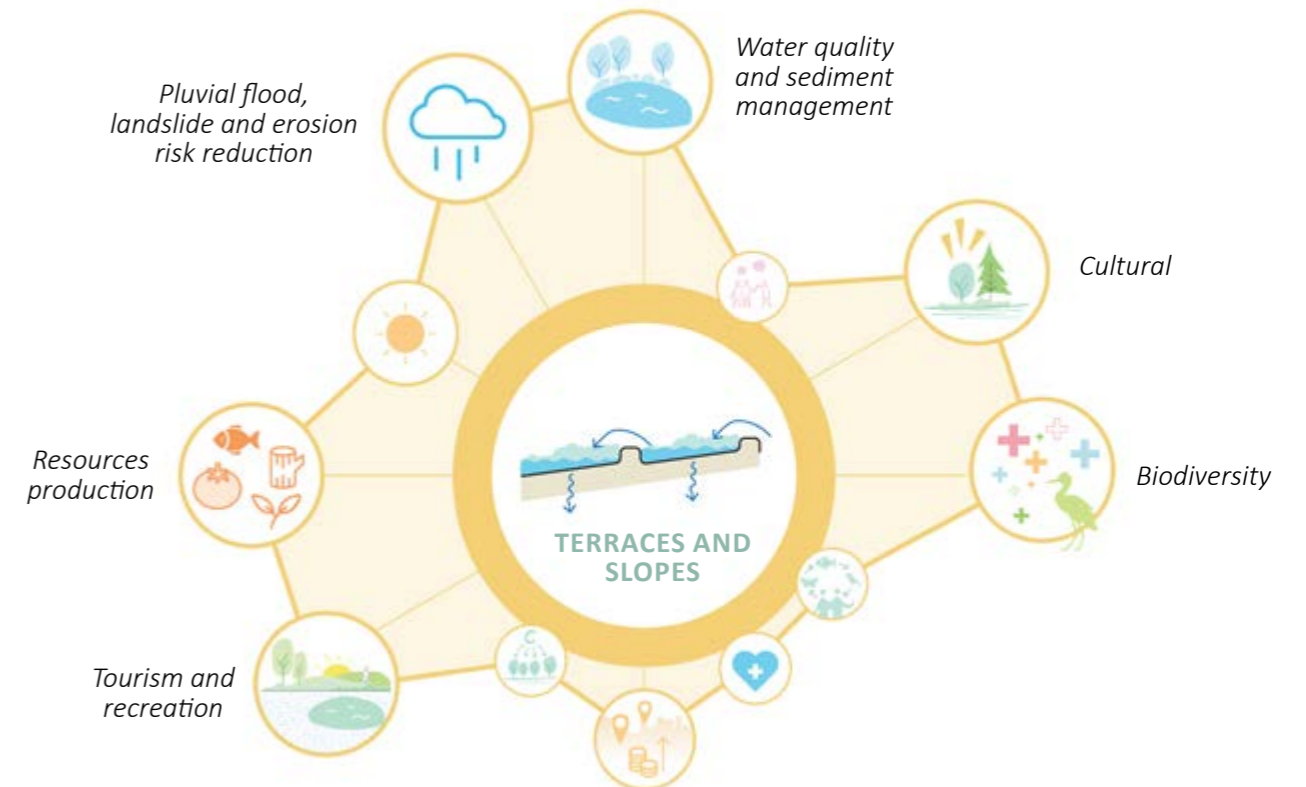 Water quality
and sediment
management
Pluvial flood,
landslide and erosion
risk reduction
Cultural
Resources
production
Biodiversity
TERRACES AND
SLOPES
C
Tourism and
recreation